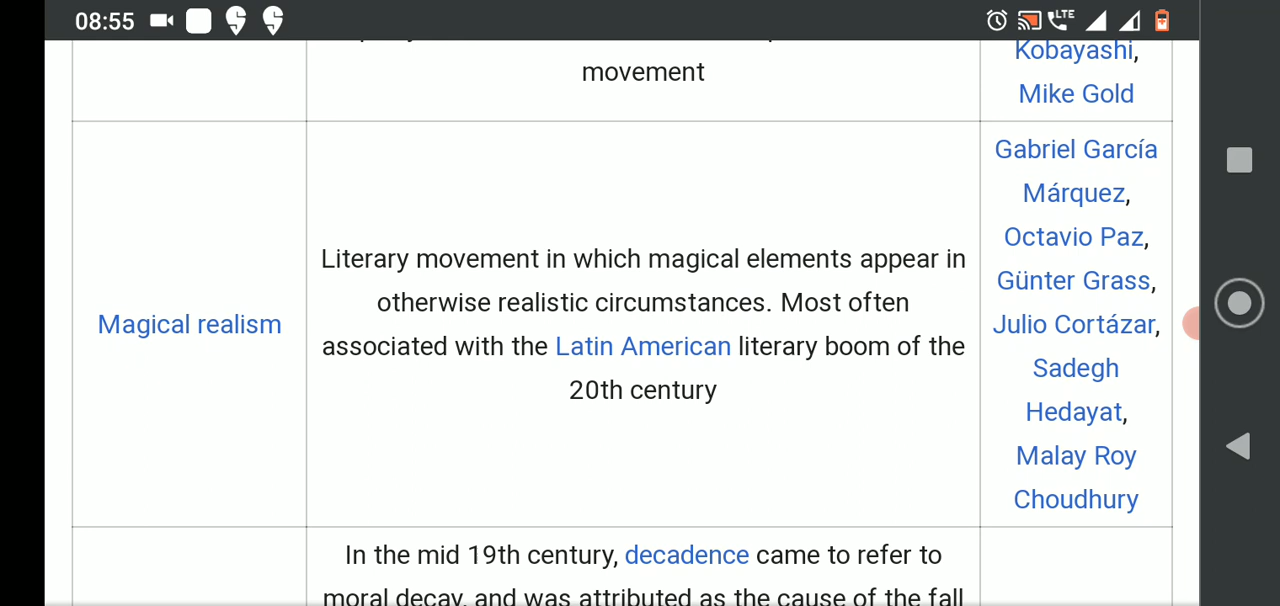 08:55
LTE
movement
Kobayashi,
Mike Gold
Magical realism
Literary movement in which magical elements appear in
otherwise realistic circumstances. Most often
associated with the Latin American literary boom of the
20th century
Gabriel García
Márquez,
Octavio Paz,
Günter Grass,
Julio Cortázar,
Sadegh
Hedayat,
Malay Roy
Choudhury
In the mid 19th century, decadence came to refer to
moral decay, and was attributed as the cause of the fall